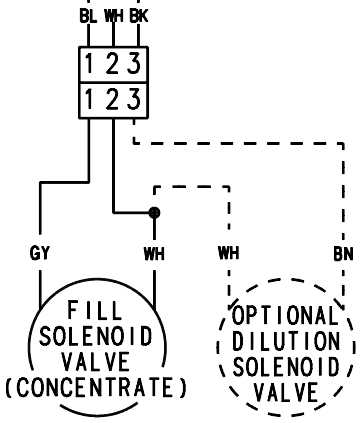 BL WH BK
1 2 3
1 2 3
GY WH WH BN
FILL
SOLENOID
VALVE
(CONCENTRATE)
OPTIONAL
DILUTION
SOLENOID
VALVE